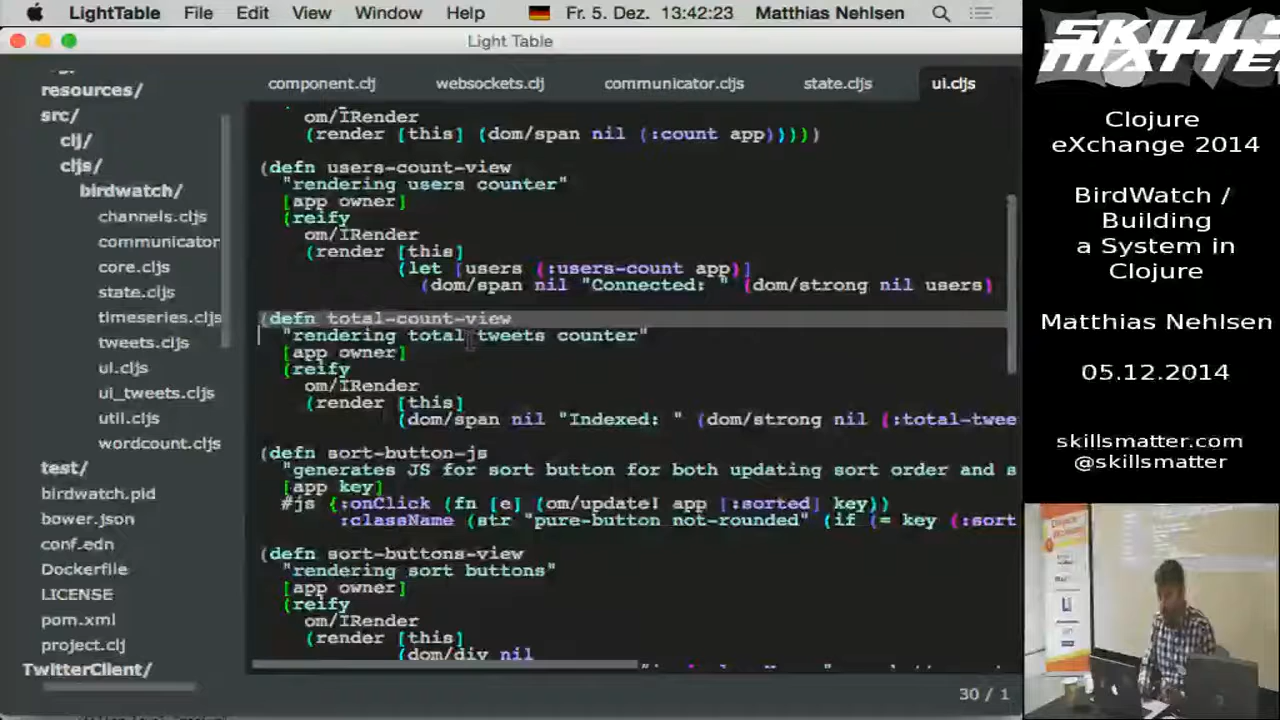 LightTable File Edit View Window Help Fr. 5. Dez. 13:42:23 Matthias Nehlsen
Light Table
component.clj websockets.clj communicator.clj state.cljs ui.cljs
resources/
src/
clj/
cljs/
birdwatch/
channels.cljs
communicator
core.cljs
state.cljs
timeseries.cljs
tweets.cljs
ui.cljs
ui_tweets.cljs
util.cljs
wordcount.cljs
test/
birdwatch.pid
bower.json
conf.edn
Dockerfile
LICENSE
pom.xml
project.clj
TwitterClient/
om/IRender
(render [this] (dom/span nil (:count app)))))
(defn users-count-view
"rendering users counter"
[app owner]
(reify
om/IRender
(render [this]
(let [users (:users-count app)]
(dom/span nil "Connected: " (dom/strong nil users)
(defn total-count-view
"rendering total tweets counter"
[app owner]
(reify
om/IRender
(render [this]
(dom/span nil "Indexed: " (dom/strong nil (:total-twee
(defn sort-button-js
"generates JS for sort button for both updating sort order and s
[app key]
#js {:onClick (fn [e] (om/update! app [:sorted] key))
:className (str "pure-button not-rounded" (if (= key (:sort
(defn sort-buttons-view
"rendering sort buttons"
[app owner]
(reify
om/IRender
(render [this]
(dom/div nil
30 / 1
SKILLS
MATTER
Clojure
eXchange 2014
BirdWatch /
Building
a System in
Clojure
Matthias Nehlsen
05.12.2014
skillsmatter.com
@skillsmatter